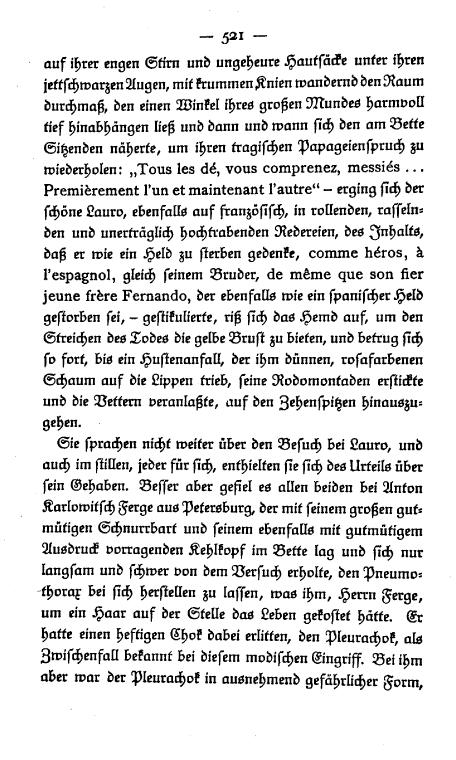 — 521 —
auf ihrer engen Stirn und ungeheure Hautsäcke unter ihren
jettschwarzen Augen, mit krummen Knien wandernd den Raum
durchmaß, den einen Winkel ihres großen Mundes harmvoll
tief hinabhängen ließ und dann und wann sich den am Bette
Sitzenden näherte, um ihren tragischen Papageienspruch zu
wiederholen: „Tous les dé, vous comprenez, messiés ...
Premièrement l'un et maintenant l'autre“ – erging sich der
schöne Lauro, ebenfalls auf französisch, in rollenden, rasseln-
den und unerträglich hochtrabenden Redereien, des Inhalts,
daß er wie ein Held zu sterben gedenke, comme héros, à
l'espagnol, gleich seinem Bruder, de même que son fier
jeune frère Fernando, der ebenfalls wie ein spanischer Held
gestorben sei, – gestikulierte, riß sich das Hemd auf, um den
Streichen des Todes die gelbe Brust zu bieten, und betrug sich
so fort, bis ein Hustenanfall, der ihm dünnen, rosafarbenen
Schaum auf die Lippen trieb, seine Rodomontaden erstickte
und die Vettern veranlaßte, auf den Zehenspitzen hinauszu-
gehen.
Sie sprachen nicht weiter über den Besuch bei Lauro, und
auch im stillen, jeder für sich, enthielten sie sich des Urteils über
sein Gehaben. Besser aber gefiel es allen beiden bei Anton
Karlowitsch Ferge aus Petersburg, der mit seinem großen gut-
mütigen Schnurrbart und seinem ebenfalls mit gutmütigem
Ausdruck vorragenden Kehlkopf im Bette lag und sich nur
langsam und schwer von dem Versuch erholte, den Pneumo-
thorax bei sich herstellen zu lassen, was ihm, Herrn Ferge,
um ein Haar auf der Stelle das Leben gekostet hätte. Er
hatte einen heftigen Chok dabei erlitten, den Pleurachok, als
Zwischenfall bekannt bei diesem modischen Eingriff. Bei ihm
aber war der Pleurachok in ausnehmend gefährlicher Form,